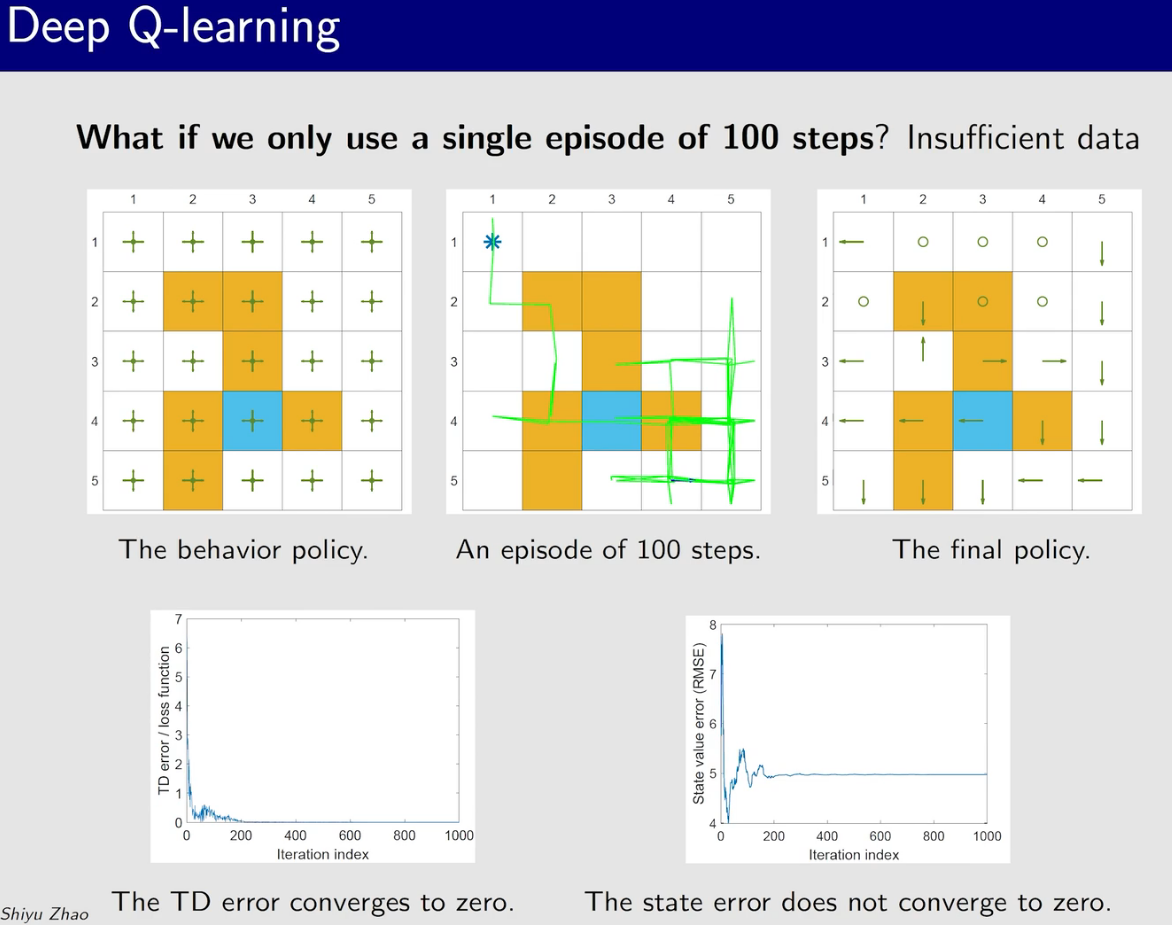 Deep Q-learning
What if we only use a single episode of 100 steps? Insufficient data
1 2 3 4 5
1
2
3
4
5
1 2 3 4 5
1
2
3
4
5
1 2 3 4 5
1
2
3
4
5
The behavior policy.
An episode of 100 steps.
The final policy.
TD error / loss function
7
6
5
4
3
2
1
0
0 200 400 600 800 1000
Iteration index
State value error (RMSE)
8
7
6
5
4
0 200 400 600 800 1000
Iteration index
The TD error converges to zero.
The state error does not converge to zero.
Shiyu Zhao